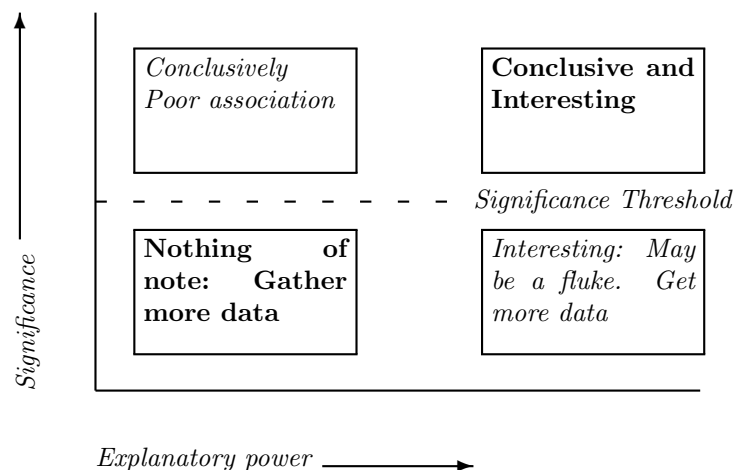 Conclusively
Poor association
Conclusive and
Interesting
Significance Threshold
Nothing of
note: Gather
more data
Interesting: May
be a fluke. Get
more data
Significance
Explanatory power